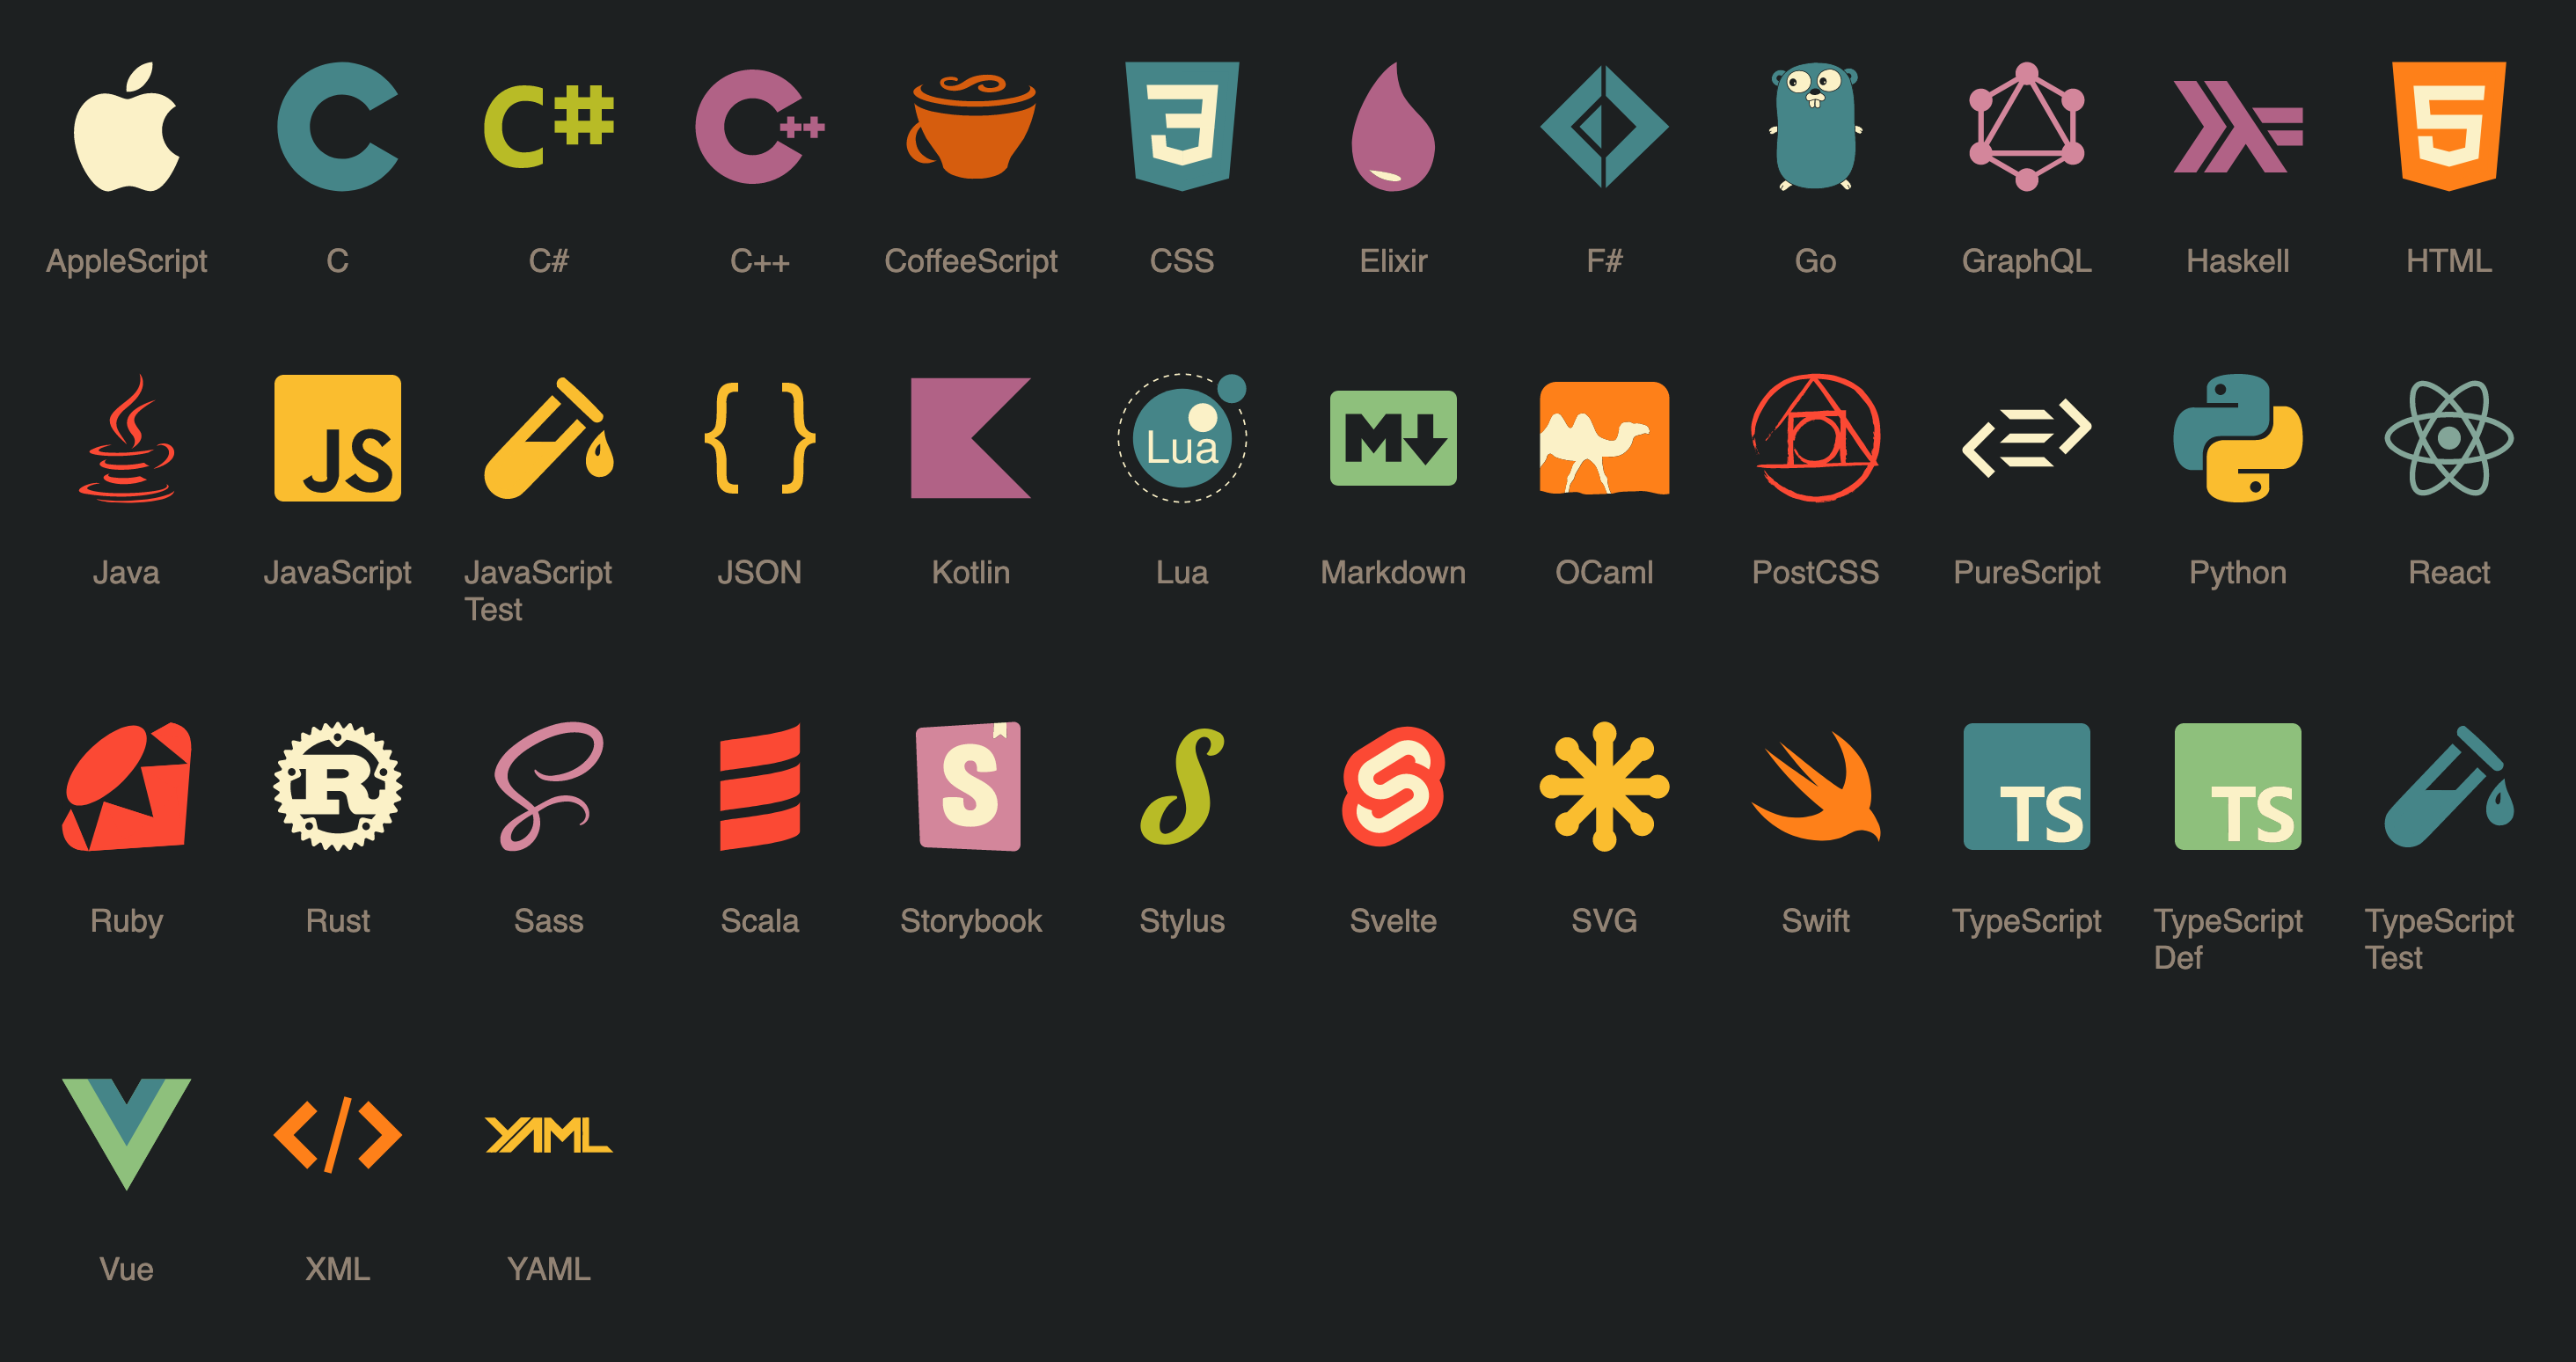 C#
C++
3
5
AppleScript
C
C#
C++
CoffeeScript
CSS
Elixir
F#
Go
GraphQL
Haskell
HTML
JS
{ }
Lua
M
Java
JavaScript
JavaScript
Test
JSON
Kotlin
Lua
Markdown
OCaml
PostCSS
PureScript
Python
React
R
S
S
TS
TS
Ruby
Rust
Sass
Scala
Storybook
Stylus
Svelte
SVG
Swift
TypeScript
TypeScript
Def
TypeScript
Test
</>
YAML
Vue
XML
YAML